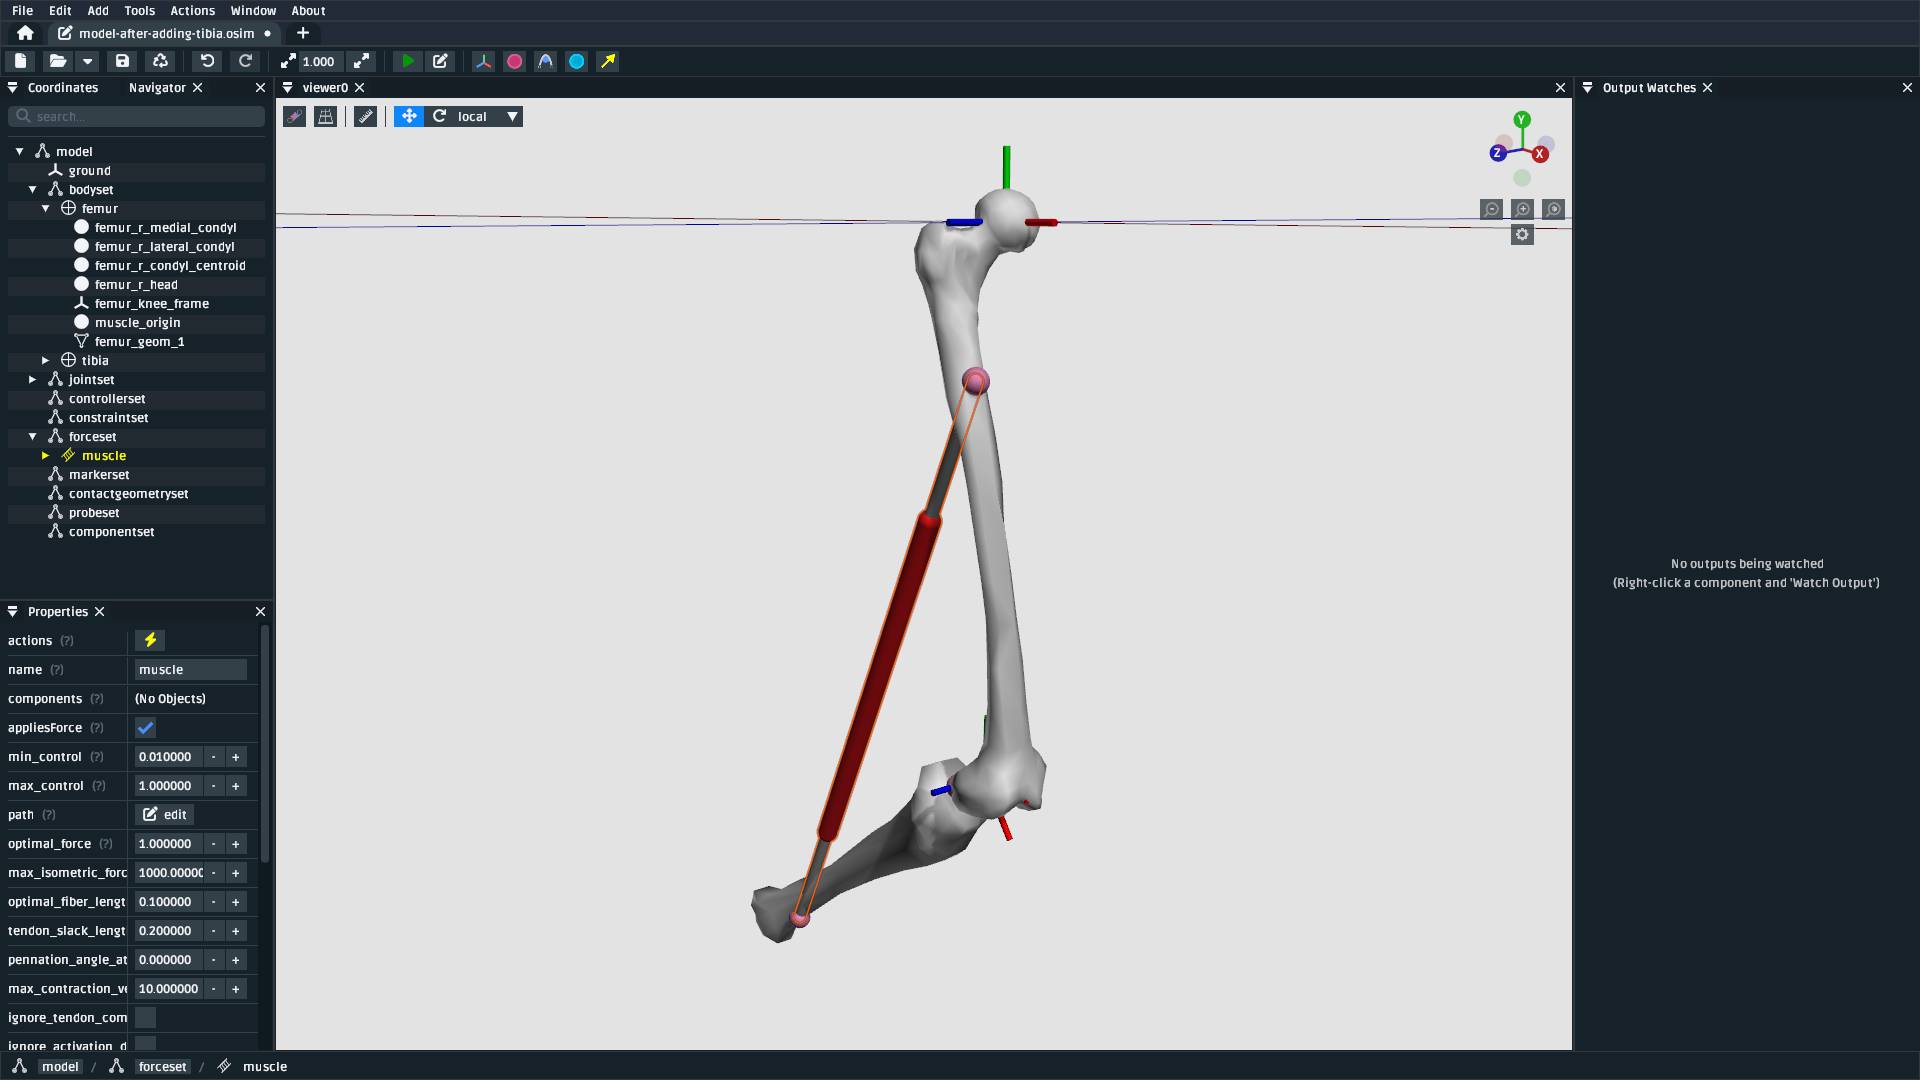 File Edit Add Tools Actions Window About
model-after-adding-tibia.osim
1.000
Coordinates Navigator
viewer0
Output Watches
search...
local
Y
Z X
model
ground
bodyset
femur
femur_r_medial_condyl
femur_r_lateral_condyl
femur_r_condyl_centroid
femur_r_head
femur_knee_frame
muscle_origin
femur_geom_1
tibia
jointset
controllerset
constraintset
forceset
muscle
markerset
contactgeometryset
probeset
componentset
No outputs being watched
(Right-click a component and 'Watch Output')
Properties
actions (?)
name (?) muscle
components (?) (No Objects)
appliesForce (?)
min_control (?) 0.010000 - +
max_control (?) 1.000000 - +
path (?) edit
optimal_force (?) 1.000000 - +
max_isometric_forc 1000.00000 - +
optimal_fiber_lengt 0.100000 - +
tendon_slack_lengt 0.200000 - +
pennation_angle_at 0.000000 - +
max_contraction_ve 10.000000 - +
ignore_tendon_com
ignore_activation_d
model / forceset / muscle